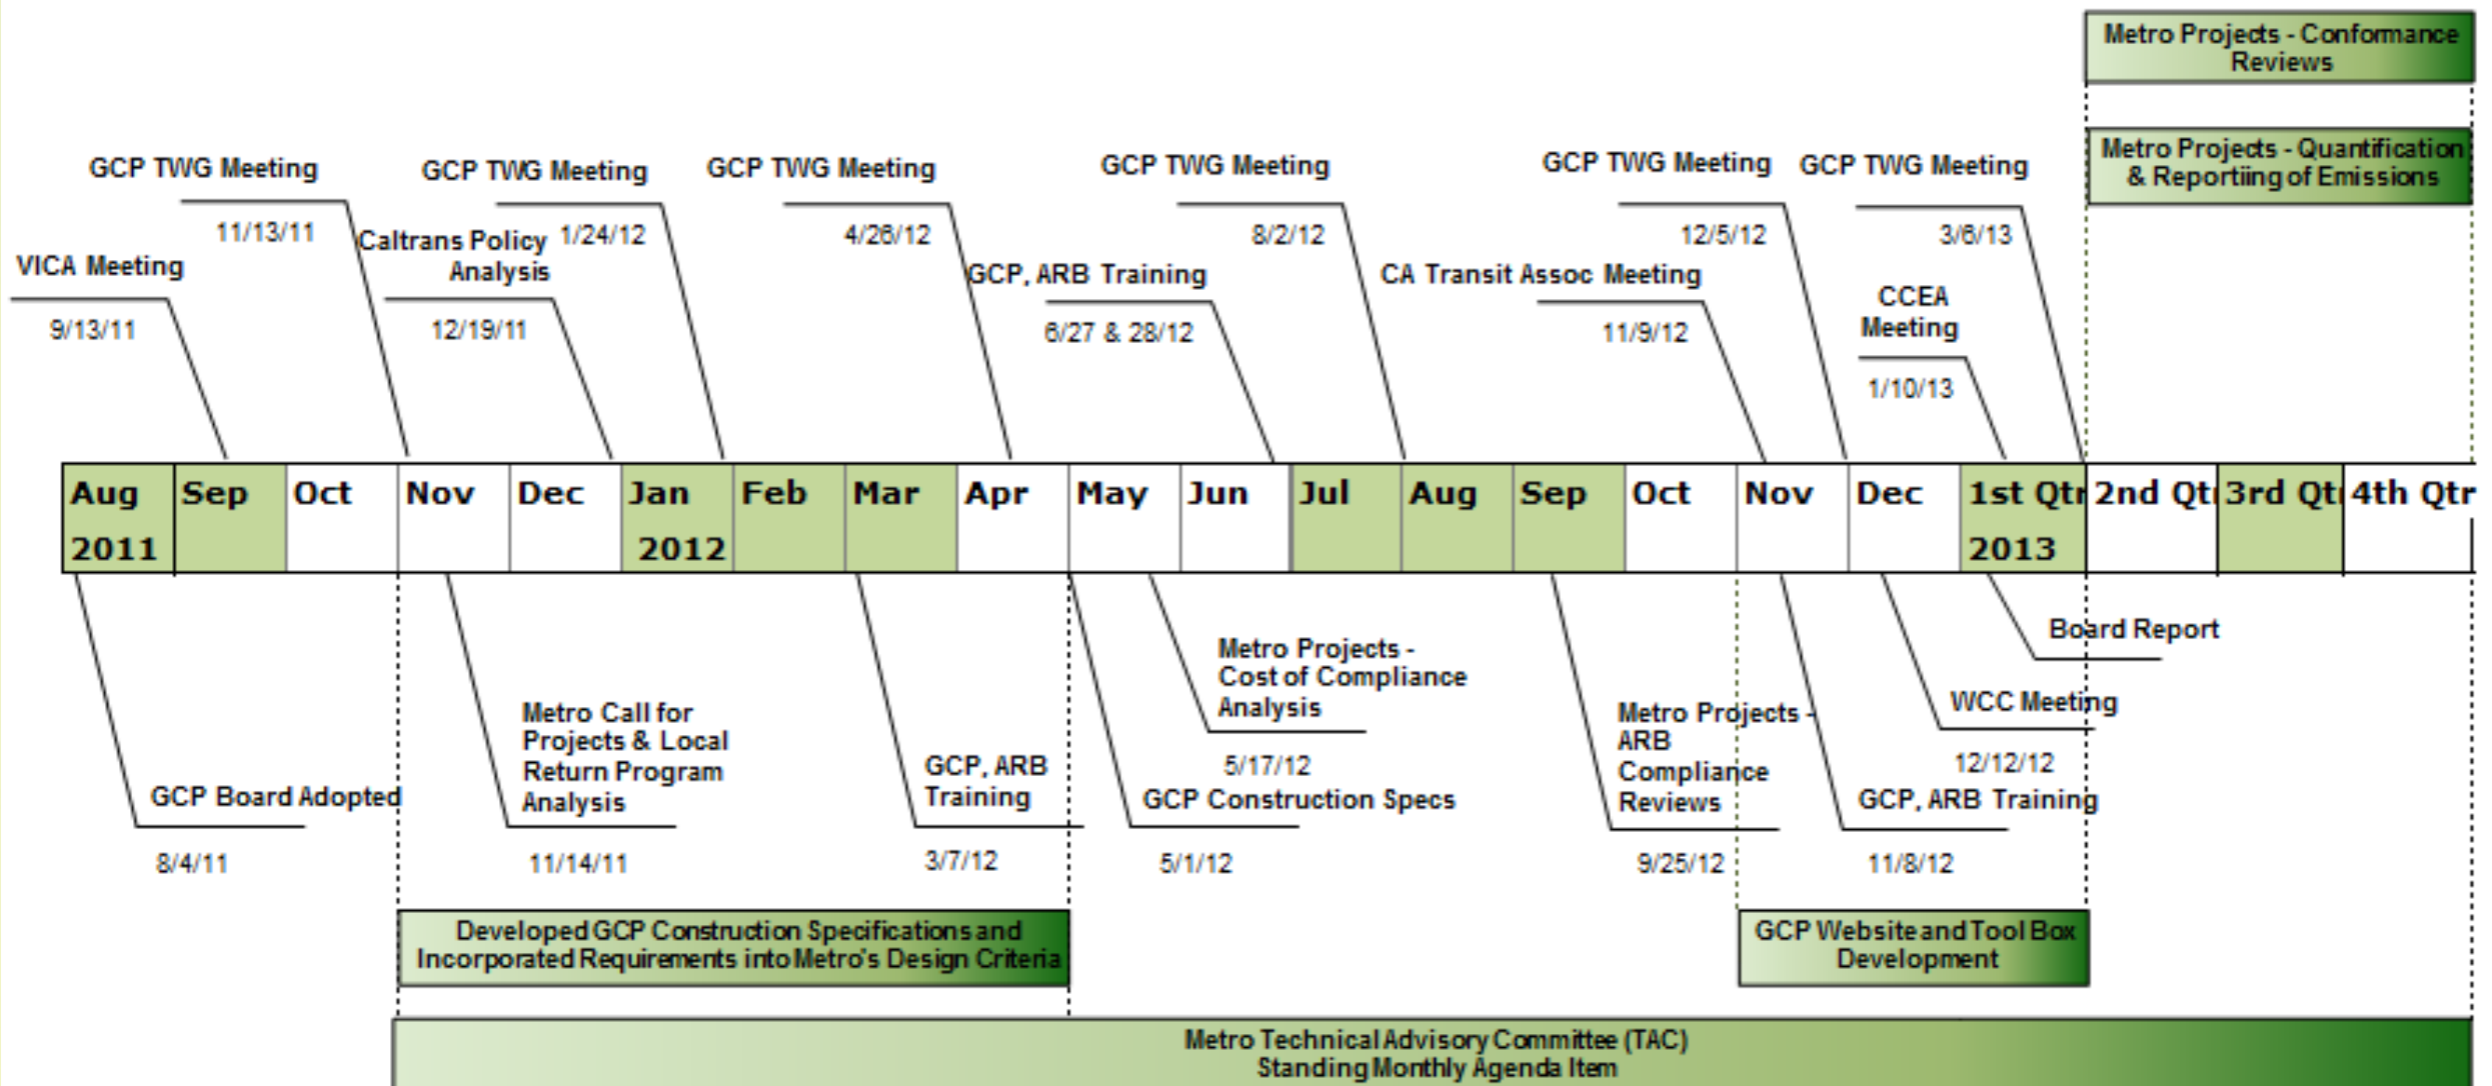 Metro Projects - Conformance
Reviews
Metro Projects - Quantification
& Reportiing of Emissions
GCP TWG Meeting
11/13/11
GCP TWG Meeting
1/24/12
GCP TWG Meeting
4/26/12
GCP TWG Meeting
8/2/12
GCP TWG Meeting
12/5/12
GCP TWG Meeting
3/6/13
VICA Meeting
9/13/11
Caltrans Policy
Analysis
12/19/11
GCP, ARB Training
6/27 & 28/12
CA Transit Assoc Meeting
11/9/12
CCEA
Meeting
1/10/13
Aug Sep Oct Nov Dec Jan Feb Mar Apr May Jun Jul Aug Sep Oct Nov Dec 1st Qtr 2nd Qtr 3rd Qtr 4th Qtr
2011 2012 2013
GCP Board Adopted
8/4/11
Metro Call for
Projects & Local
Return Program
Analysis
11/14/11
GCP, ARB
Training
3/7/12
GCP Construction Specs
5/1/12
Metro Projects -
Cost of Compliance
Analysis
5/17/12
Metro Projects -
ARB
Compliance
Reviews
9/25/12
GCP, ARB Training
11/8/12
WCC Meeting
12/12/12
Board Report
Developed GCP Construction Specifications and
Incorporated Requirements into Metro's Design Criteria
GCP Website and Tool Box
Development
Metro Technical Advisory Committee (TAC)
Standing Monthly Agenda Item